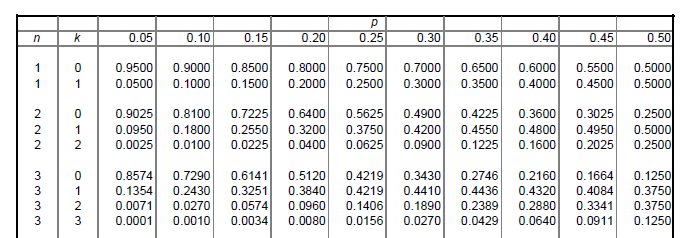 p
n k 0.05 0.10 0.15 0.20 0.25 0.30 0.35 0.40 0.45 0.50
1 0 0.9500 0.9000 0.8500 0.8000 0.7500 0.7000 0.6500 0.6000 0.5500 0.5000
1 1 0.0500 0.1000 0.1500 0.2000 0.2500 0.3000 0.3500 0.4000 0.4500 0.5000
2 0 0.9025 0.8100 0.7225 0.6400 0.5625 0.4900 0.4225 0.3600 0.3025 0.2500
2 1 0.0950 0.1800 0.2550 0.3200 0.3750 0.4200 0.4550 0.4800 0.4950 0.5000
2 2 0.0025 0.0100 0.0225 0.0400 0.0625 0.0900 0.1225 0.1600 0.2025 0.2500
3 0 0.8574 0.7290 0.6141 0.5120 0.4219 0.3430 0.2746 0.2160 0.1664 0.1250
3 1 0.1354 0.2430 0.3251 0.3840 0.4219 0.4410 0.4436 0.4320 0.4084 0.3750
3 2 0.0071 0.0270 0.0574 0.0960 0.1406 0.1890 0.2389 0.2880 0.3341 0.3750
3 3 0.0001 0.0010 0.0034 0.0080 0.0156 0.0270 0.0429 0.0640 0.0911 0.1250